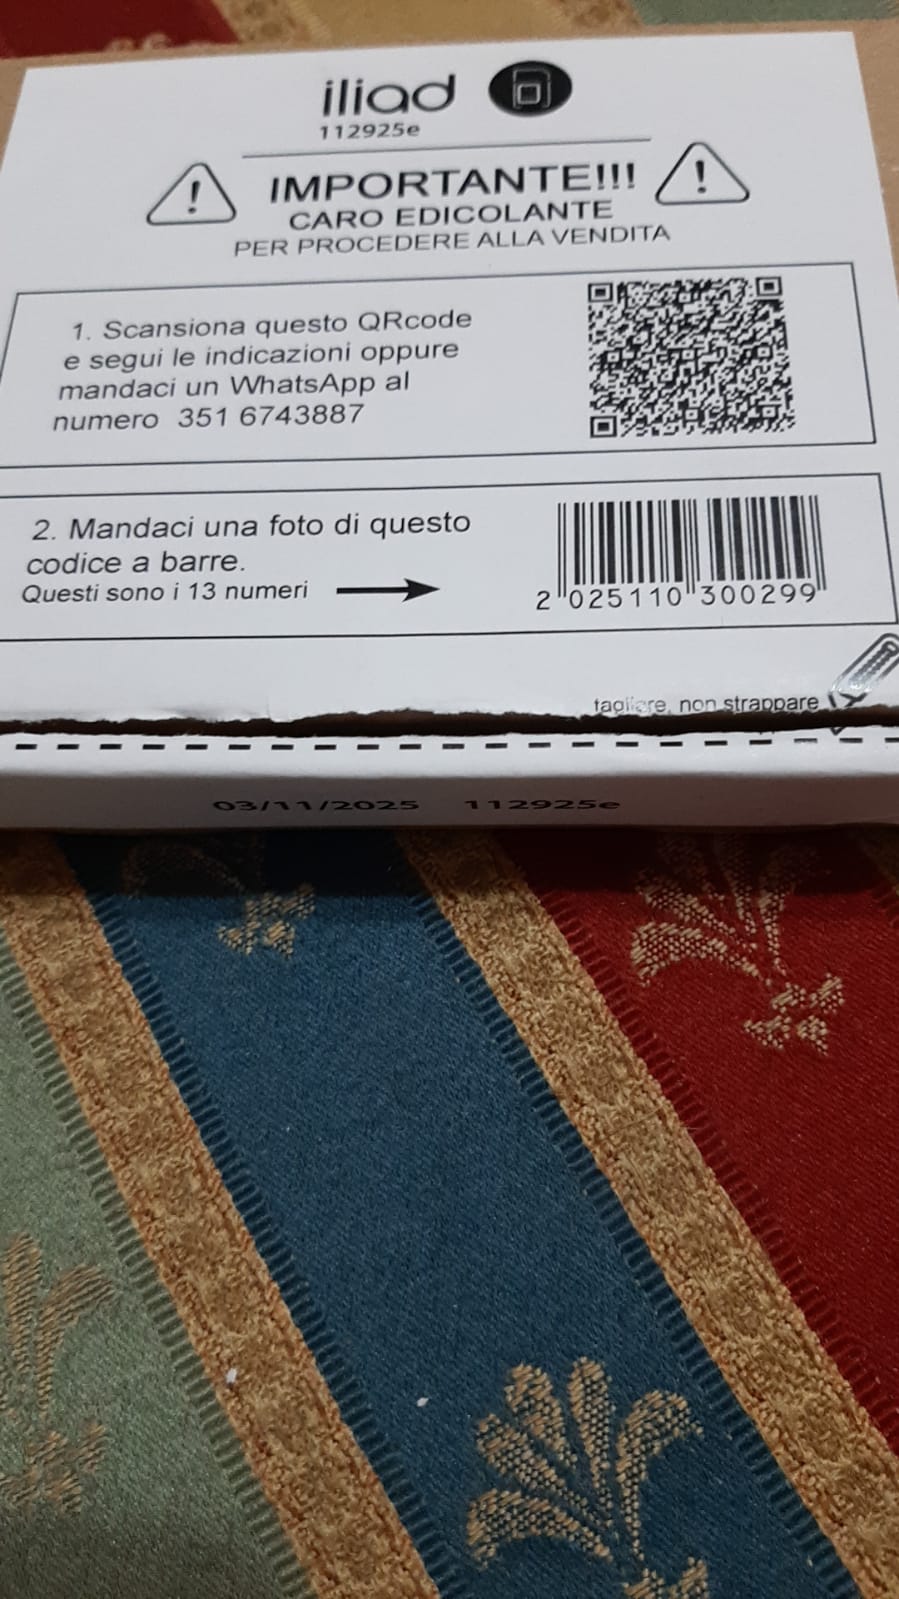 iliad
112925e
IMPORTANTE!!!
CARO EDICOLANTE
PER PROCEDERE ALLA VENDITA
1. Scansiona questo QRcode
e segui le indicazioni oppure
mandaci un WhatsApp al
numero 351 6743887
2. Mandaci una foto di questo
codice a barre.
Questi sono i 13 numeri
2 025110 300299
tagliare, non strappare
03/11/2025 112925e